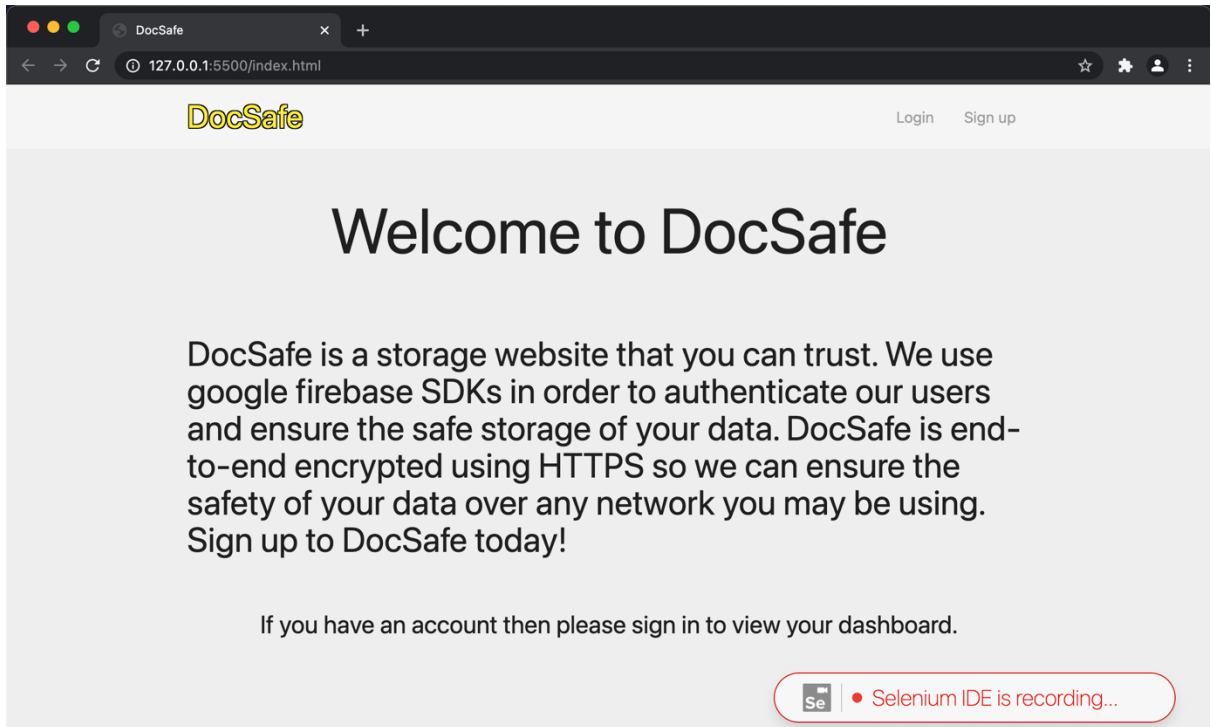 DocSafe
127.0.0.1:5500/index.html
DocSafe
Login Sign up
Welcome to DocSafe
DocSafe is a storage website that you can trust. We use
google firebase SDKs in order to authenticate our users
and ensure the safe storage of your data. DocSafe is end-
to-end encrypted using HTTPS so we can ensure the
safety of your data over any network you may be using.
Sign up to DocSafe today!
If you have an account then please sign in to view your dashboard.
Se Selenium IDE is recording...